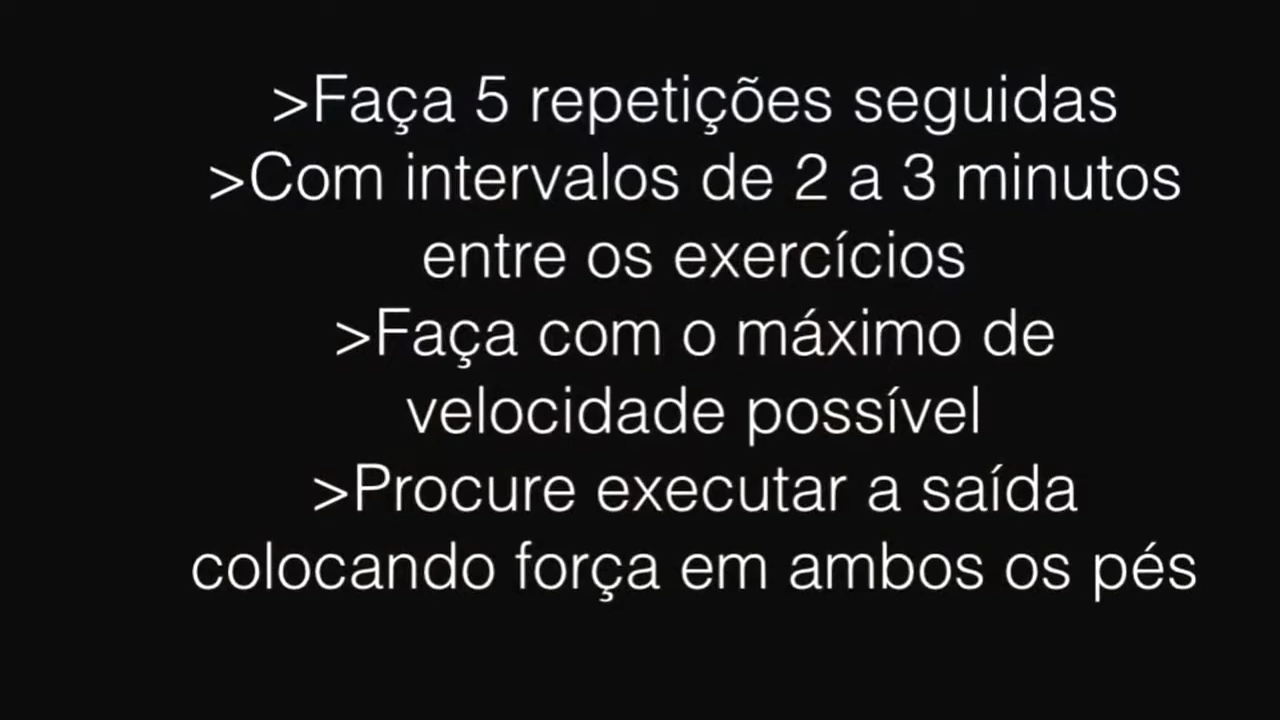 >Faça 5 repetições seguidas
>Com intervalos de 2 a 3 minutos
entre os exercícios
>Faça com o máximo de
velocidade possível
>Procure executar a saída
colocando força em ambos os pés